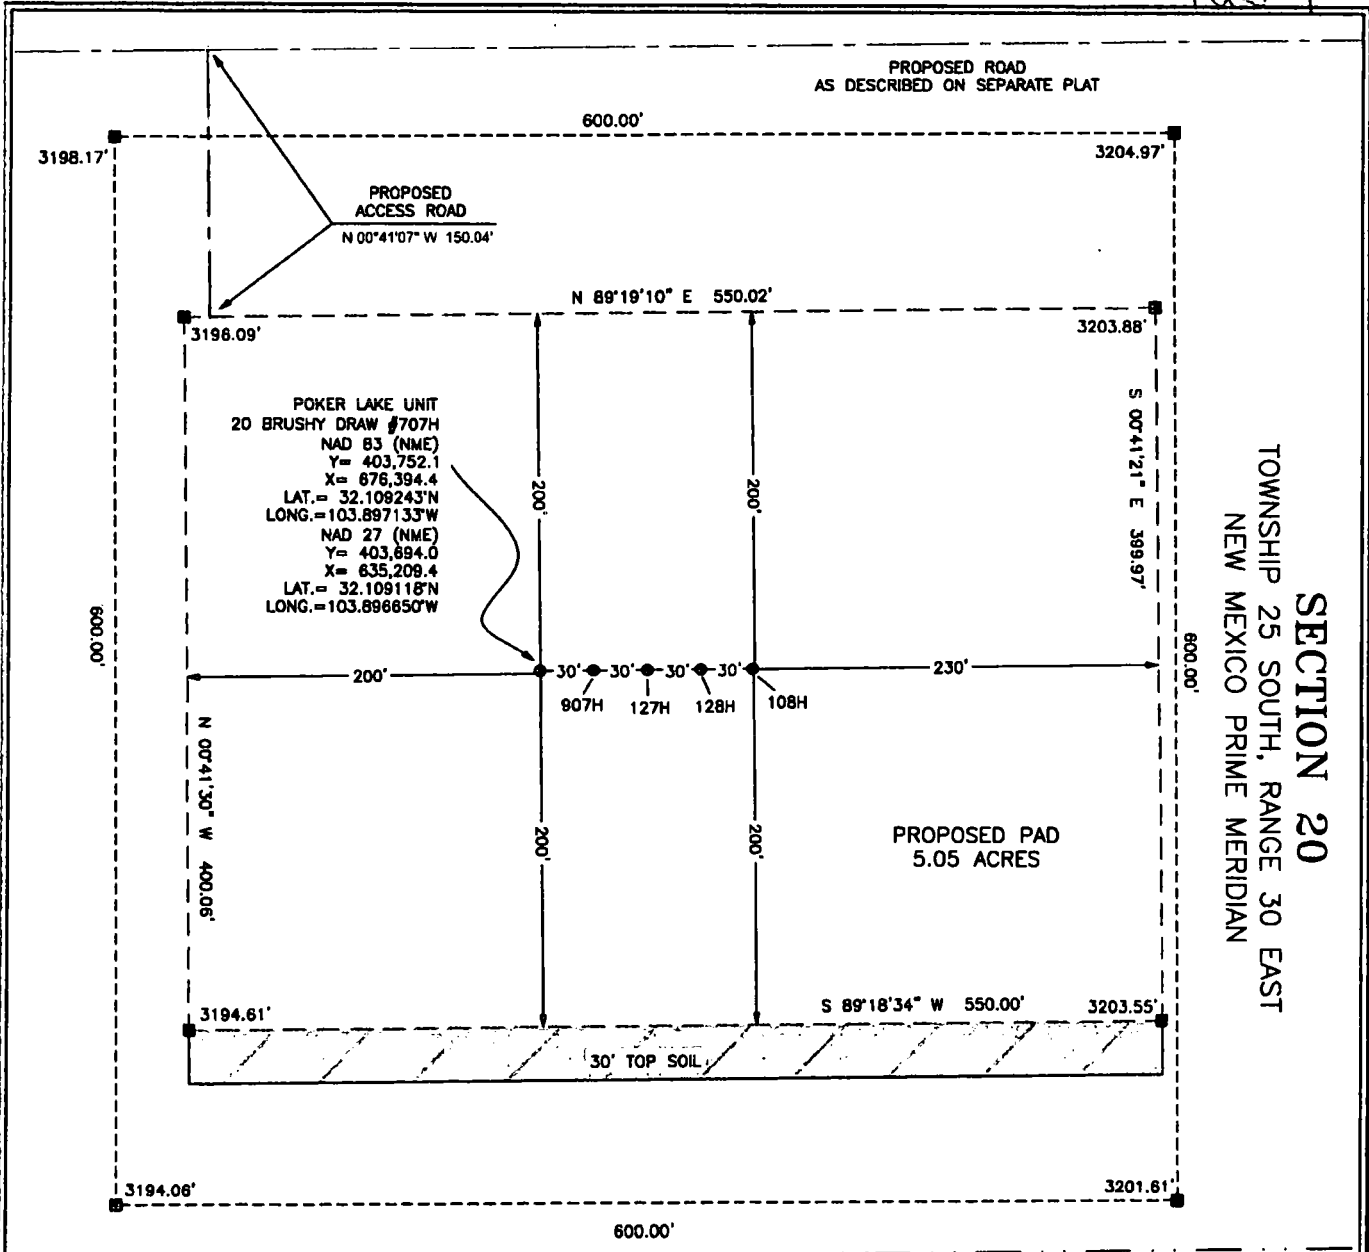 PROPOSED ROAD
AS DESCRIBED ON SEPARATE PLAT
600.00'
3198.17'
3204.97'
PROPOSED
ACCESS ROAD
N 00°41'07" W 150.04'
N 89°19'10" E 550.02'
3196.09'
3203.88'
POKER LAKE UNIT
20 BRUSHY DRAW #707H
NAD 83 (NME)
Y= 403,752.1
X= 676,394.4
LAT.= 32.109243°N
LONG.=103.897133°W
NAD 27 (NME)
Y= 403,694.0
X= 635,209.4
LAT.= 32.109118°N
LONG.=103.896650°W
200'
200'
S 00°41'21" E 399.97'
SECTION 20
TOWNSHIP 25 SOUTH, RANGE 30 EAST
NEW MEXICO PRIME MERIDIAN
600.00'
600.00'
200'
30'
30'
30'
30'
230'
907H
127H
128H
108H
N 00°41'30" W 400.06'
200'
200'
PROPOSED PAD
5.05 ACRES
S 89°18'34" W 550.00'
3194.61'
3203.55'
30' TOP SOIL
3194.06'
3201.61'
600.00'